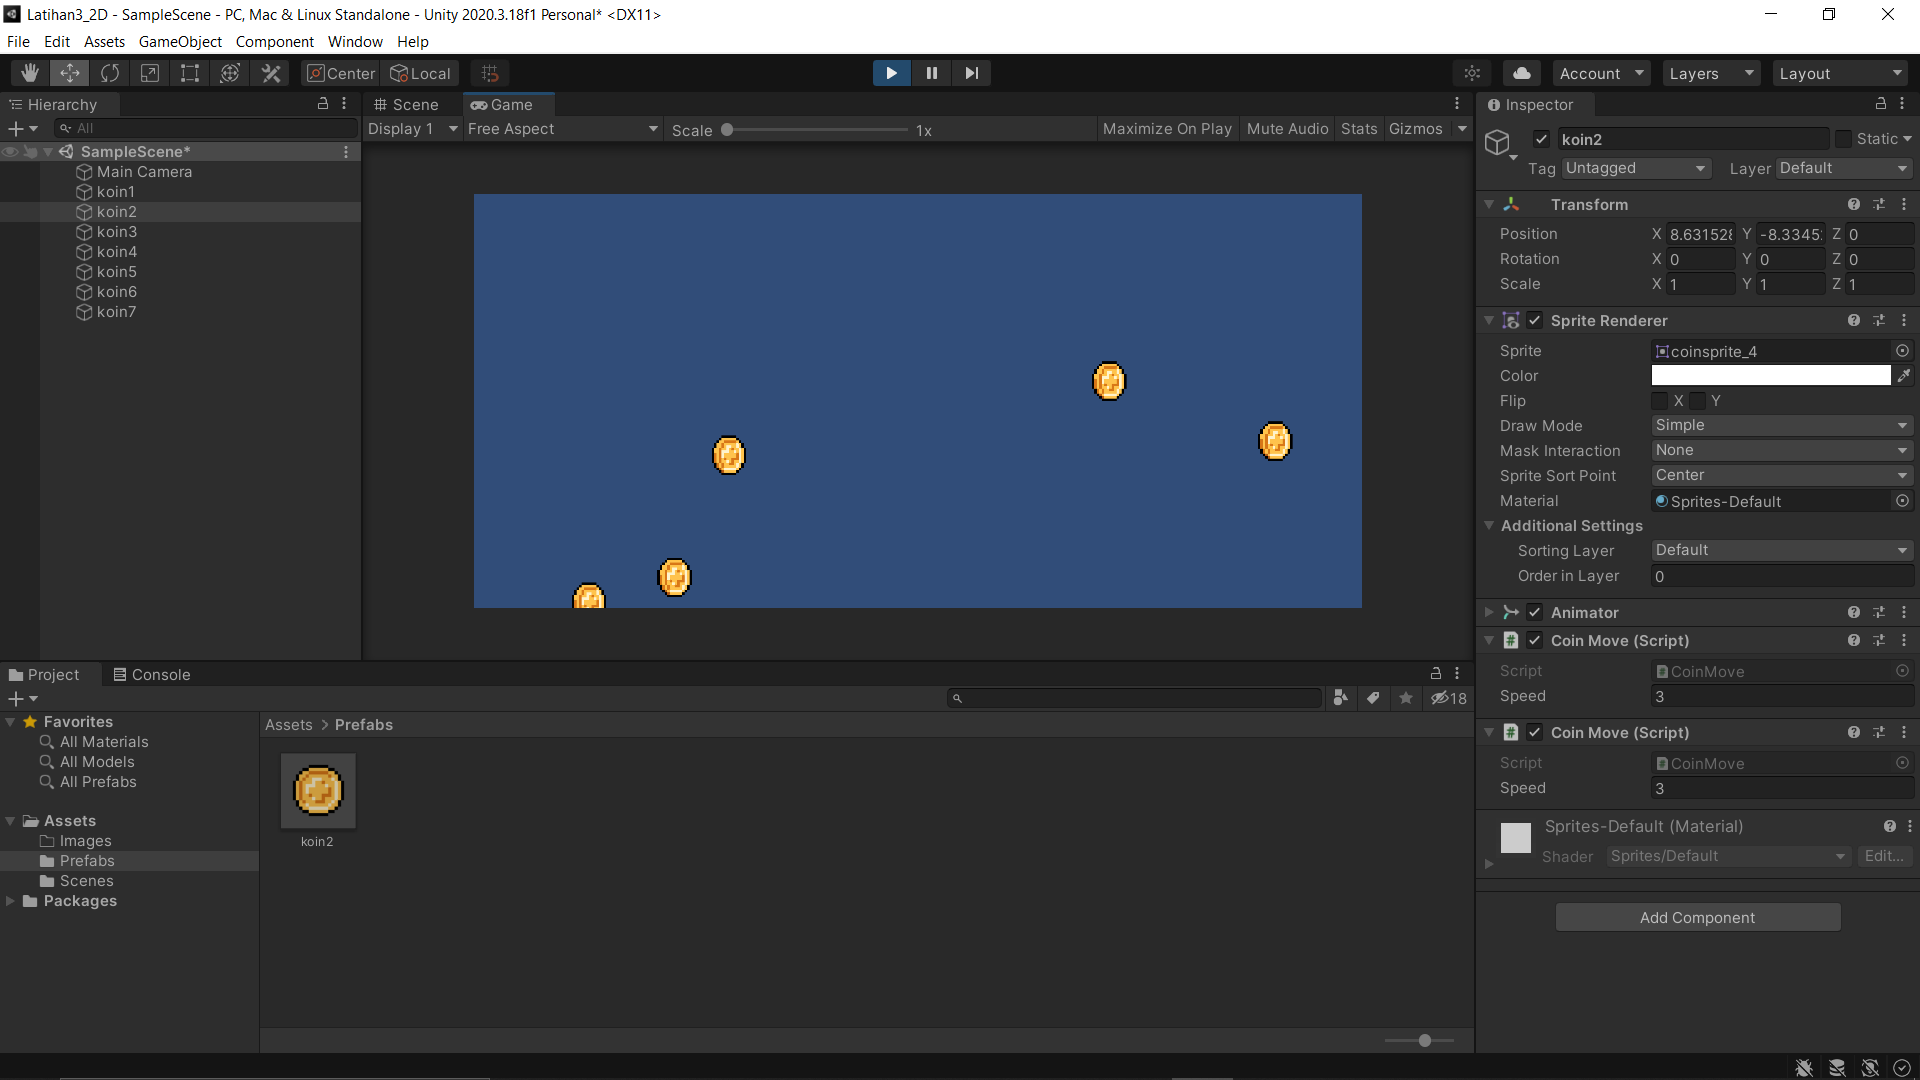 Latihan3_2D - SampleScene - PC, Mac & Linux Standalone - Unity 2020.3.18f1 Personal* <DX11>
File Edit Assets GameObject Component Window Help
Center Local Account Layers Layout
Hierarchy
All
SampleScene*
Main Camera
koin1
koin2
koin3
koin4
koin5
koin6
koin7
Scene Game
Display 1 Free Aspect Scale 1x Maximize On Play Mute Audio Stats Gizmos
Inspector
koin2 Static
Tag Untagged Layer Default
Transform
Position X 8.631528 Y -8.3345 Z 0
Rotation X 0 Y 0 Z 0
Scale X 1 Y 1 Z 1
Sprite Renderer
Sprite coinsprite_4
Color
Flip X Y
Draw Mode Simple
Mask Interaction None
Sprite Sort Point Center
Material Sprites-Default
Additional Settings
Sorting Layer Default
Order in Layer 0
Animator
Coin Move (Script)
Script CoinMove
Speed 3
Coin Move (Script)
Script CoinMove
Speed 3
Sprites-Default (Material)
Shader Sprites/Default Edit...
Add Component
Project Console
18
Favorites
All Materials
All Models
All Prefabs
Assets
Images
Prefabs
Scenes
Packages
Assets > Prefabs
koin2